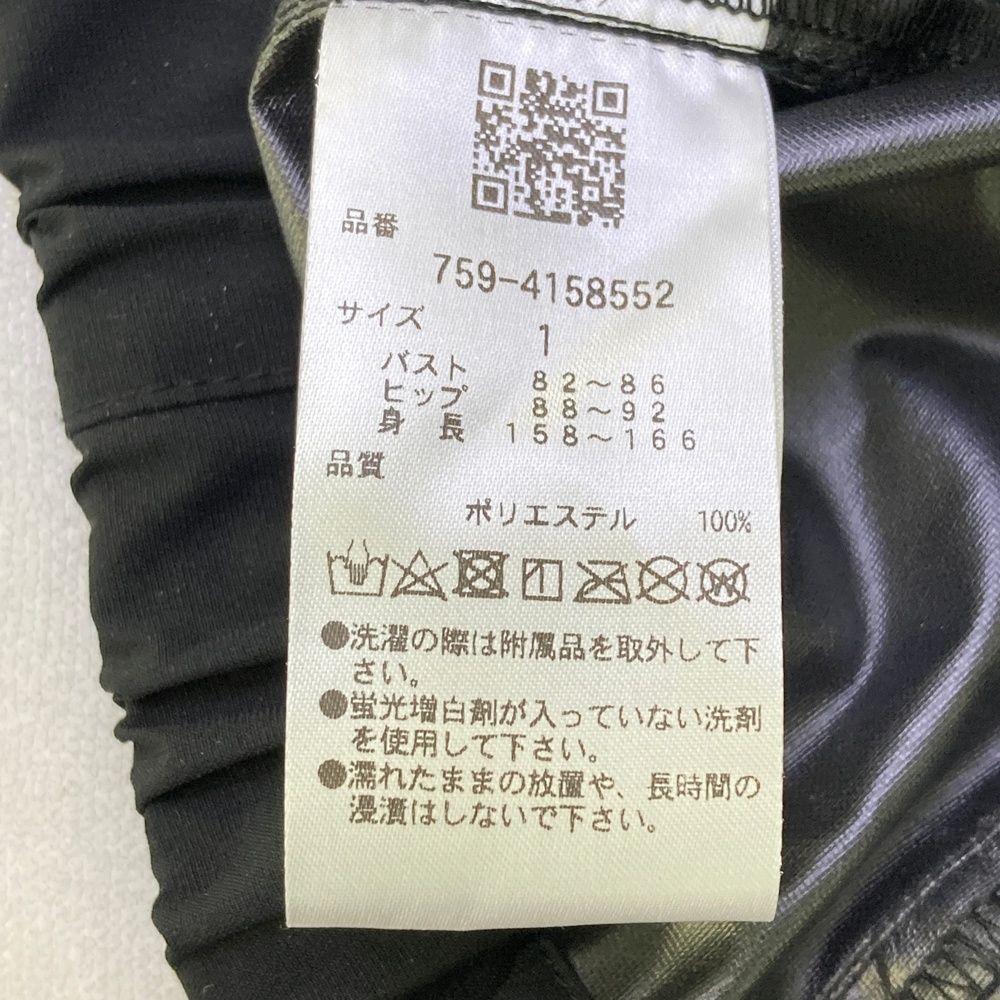 品番
759-4158552
サイズ
1
バスト 82～86
ヒップ 88～92
身長 158～166
品質
ポリエステル 100%
●洗濯の際は附属品を取外して下
さい。
●蛍光増白剤が入っていない洗剤
を使用して下さい。
●濡れたままの放置や、長時間の
浸漬はしないで下さい。